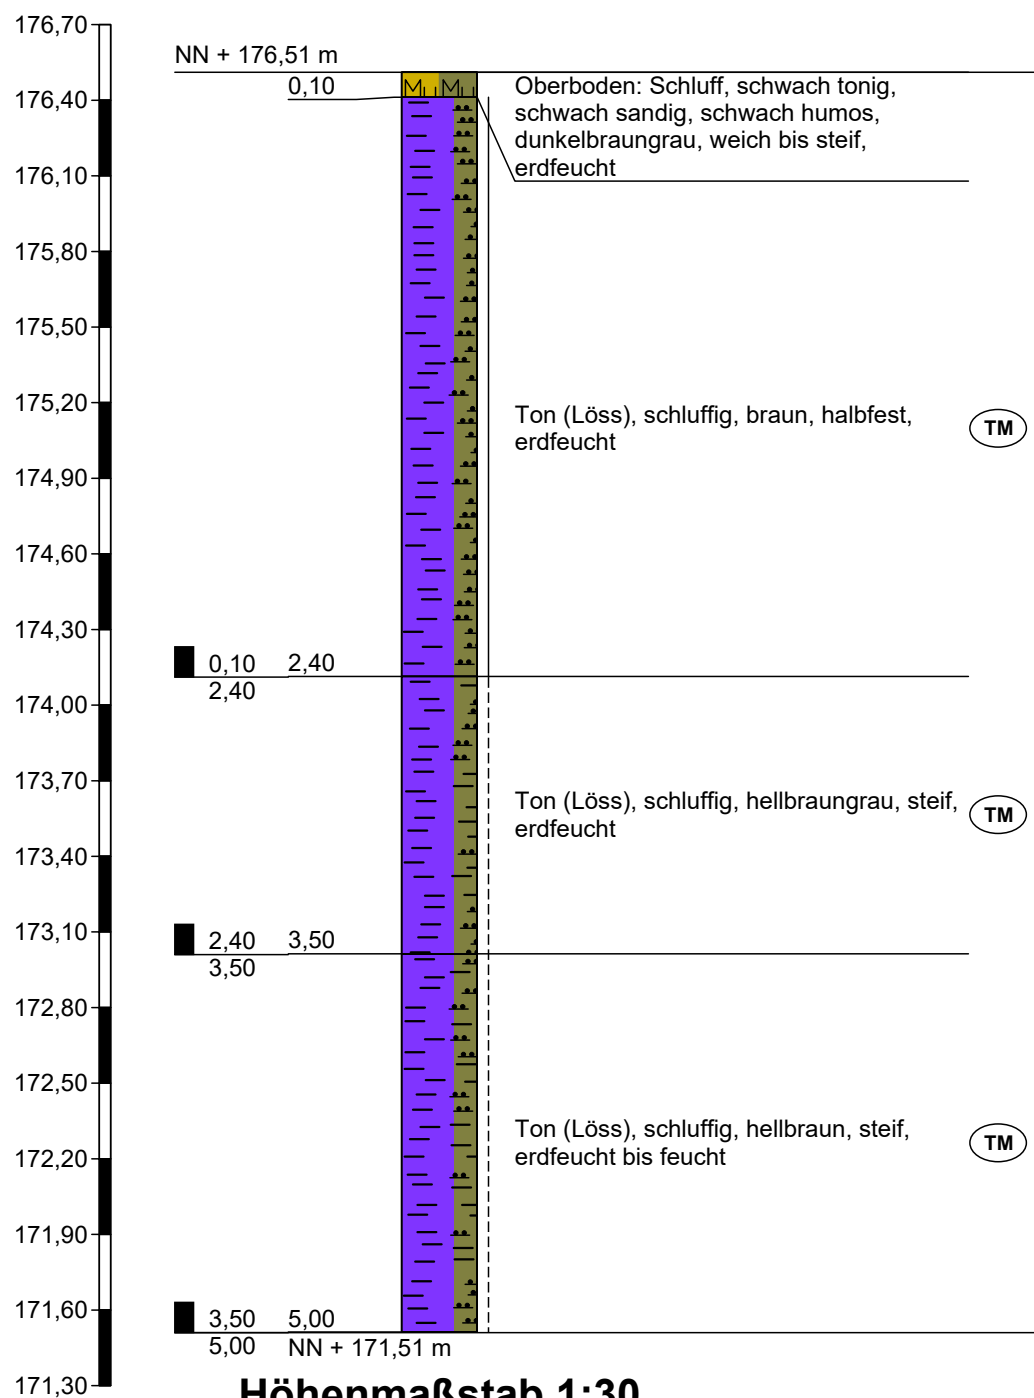 176,70
NN + 176,51 m
0,10
Oberboden: Schluff, schwach tonig,
schwach sandig, schwach humos,
dunkelbraungrau, weich bis steif,
erdfeucht
176,40
176,10
175,80
175,50
175,20
Ton (Löss), schluffig, braun, halbfest,
erdfeucht
TM
174,90
174,60
174,30
0,10 2,40
2,40
174,00
173,70
Ton (Löss), schluffig, hellbraungrau, steif,
erdfeucht
TM
173,40
173,10
2,40 3,50
3,50
172,80
172,50
Ton (Löss), schluffig, hellbraun, steif,
erdfeucht bis feucht
TM
172,20
171,90
171,60
3,50 5,00
5,00 NN + 171,51 m
171,30
Höhenmaßstab 1:30